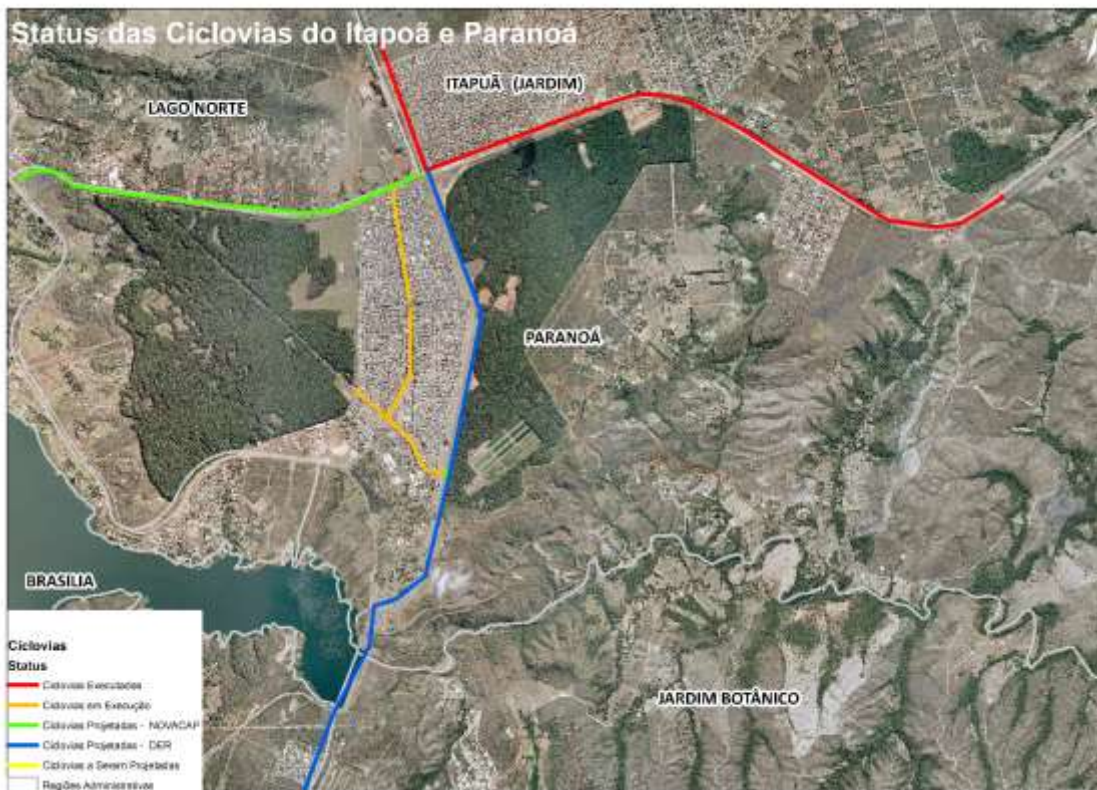 Status das Ciclovias do Itapoã e Paranoá
LAGO NORTE
ITAPUÃ (JARDIM)
PARANOÁ
BRASILIA
JARDIM BOTÂNICO
Ciclovias
Status
Ciclovias Executadas
Ciclovias em Execução
Ciclovias Projetadas - NOVACAP
Ciclovias Projetadas - DER
Ciclovias a Serem Projetadas
Regiões Administrativas